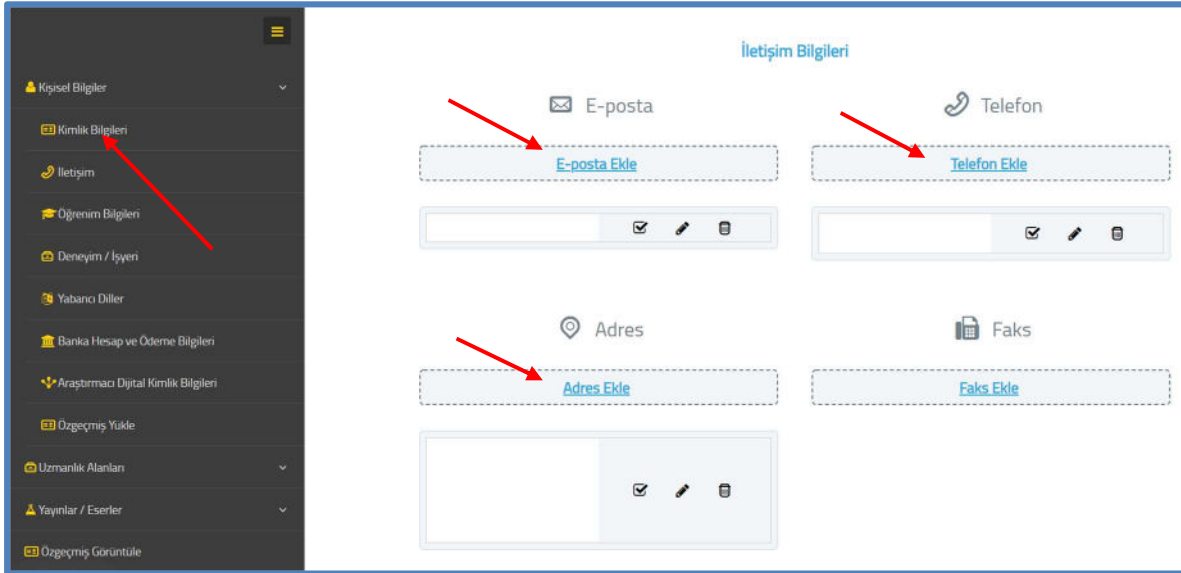 Kişisel Bilgiler
Kimlik Bilgileri
İletişim
Öğrenim Bilgileri
Deneyim / İşyeri
Yabancı Diller
Banka Hesap ve Ödeme Bilgileri
Araştırmacı Dijital Kimlik Bilgileri
Özgeçmiş Yükle
Uzmanlık Alanları
Yayınlar / Eserler
Özgeçmiş Görüntüle
İletişim Bilgileri
E-posta
E-posta Ekle
Telefon
Telefon Ekle
Adres
Adres Ekle
Faks
Faks Ekle